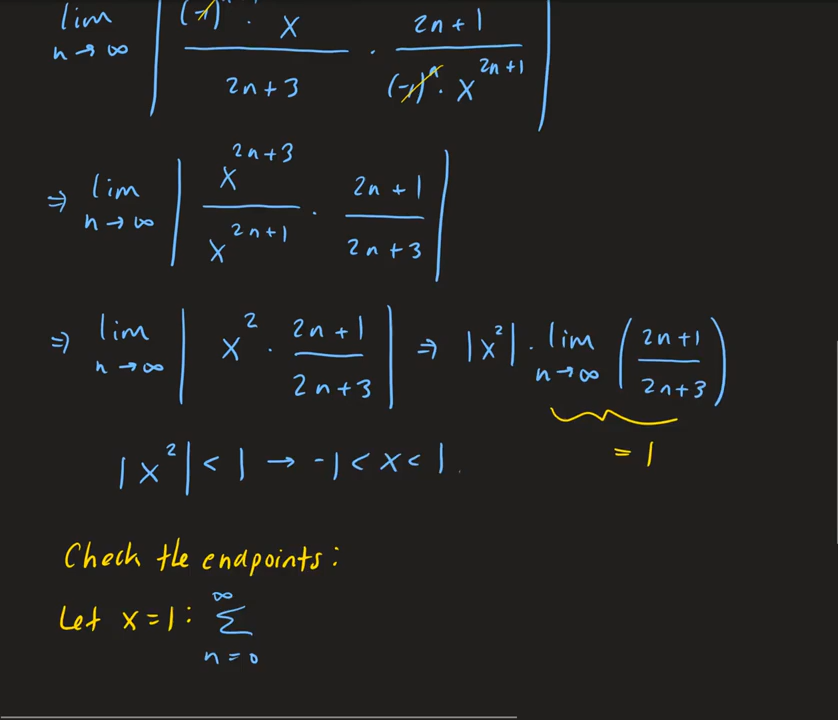 lim n→∞ | (-1) · x / 2n+3 · 2n+1 / (-1)^n · x^(2n+1) |
⇒ lim n→∞ | x^(2n+3) / x^(2n+1) · 2n+1 / 2n+3 |
⇒ lim n→∞ | x^2 · 2n+1 / 2n+3 | ⇒ |x^2| · lim n→∞ ( 2n+1 / 2n+3 )
= 1
|x^2| < 1 → -1 < x < 1
Check the endpoints:
Let x = 1: ∑ n=0 ∞